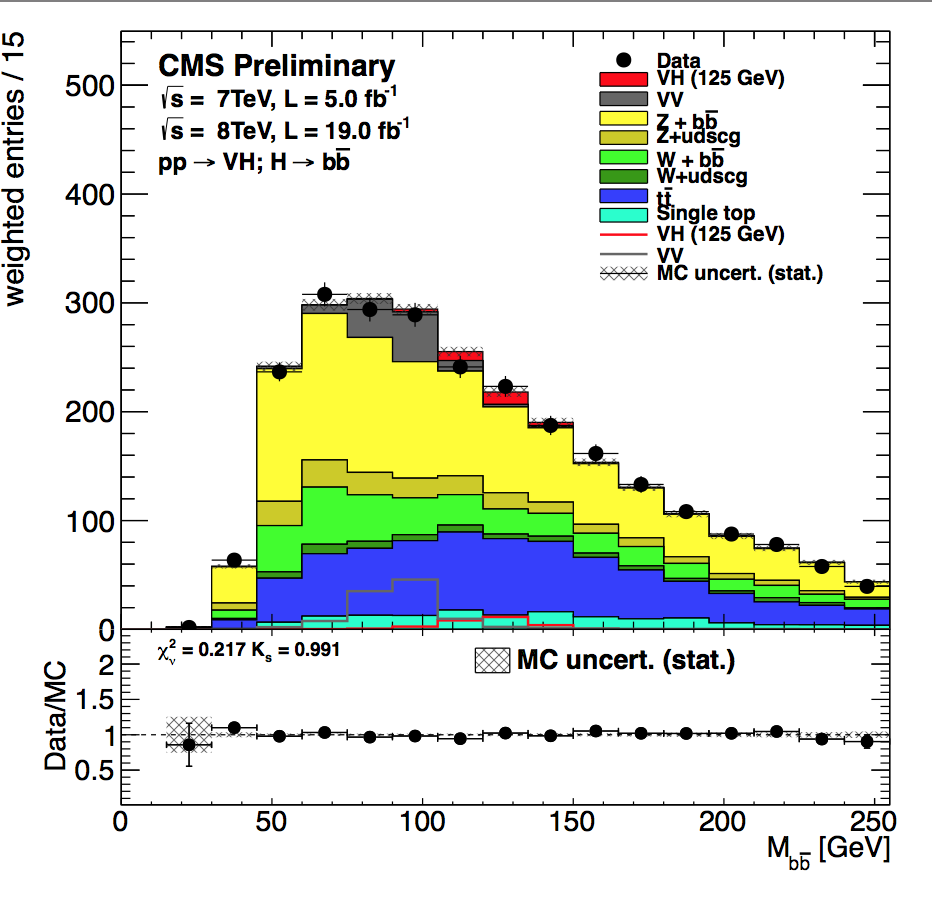 weighted entries / 15
500
400
300
200
100
0
CMS Preliminary
√s = 7TeV, L = 5.0 fb⁻¹
√s = 8TeV, L = 19.0 fb⁻¹
pp → VH; H → bb̅
Data
VH (125 GeV)
VV
Z + bb̅
Z+udscg
W + bb̅
W+udscg
tt̅
Single top
VH (125 GeV)
VV
MC uncert. (stat.)
χ²ᵥ = 0.217 Kₛ = 0.991
MC uncert. (stat.)
Data/MC
2
1.5
1
0.5
0 50 100 150 200 250
M_bb̅ [GeV]